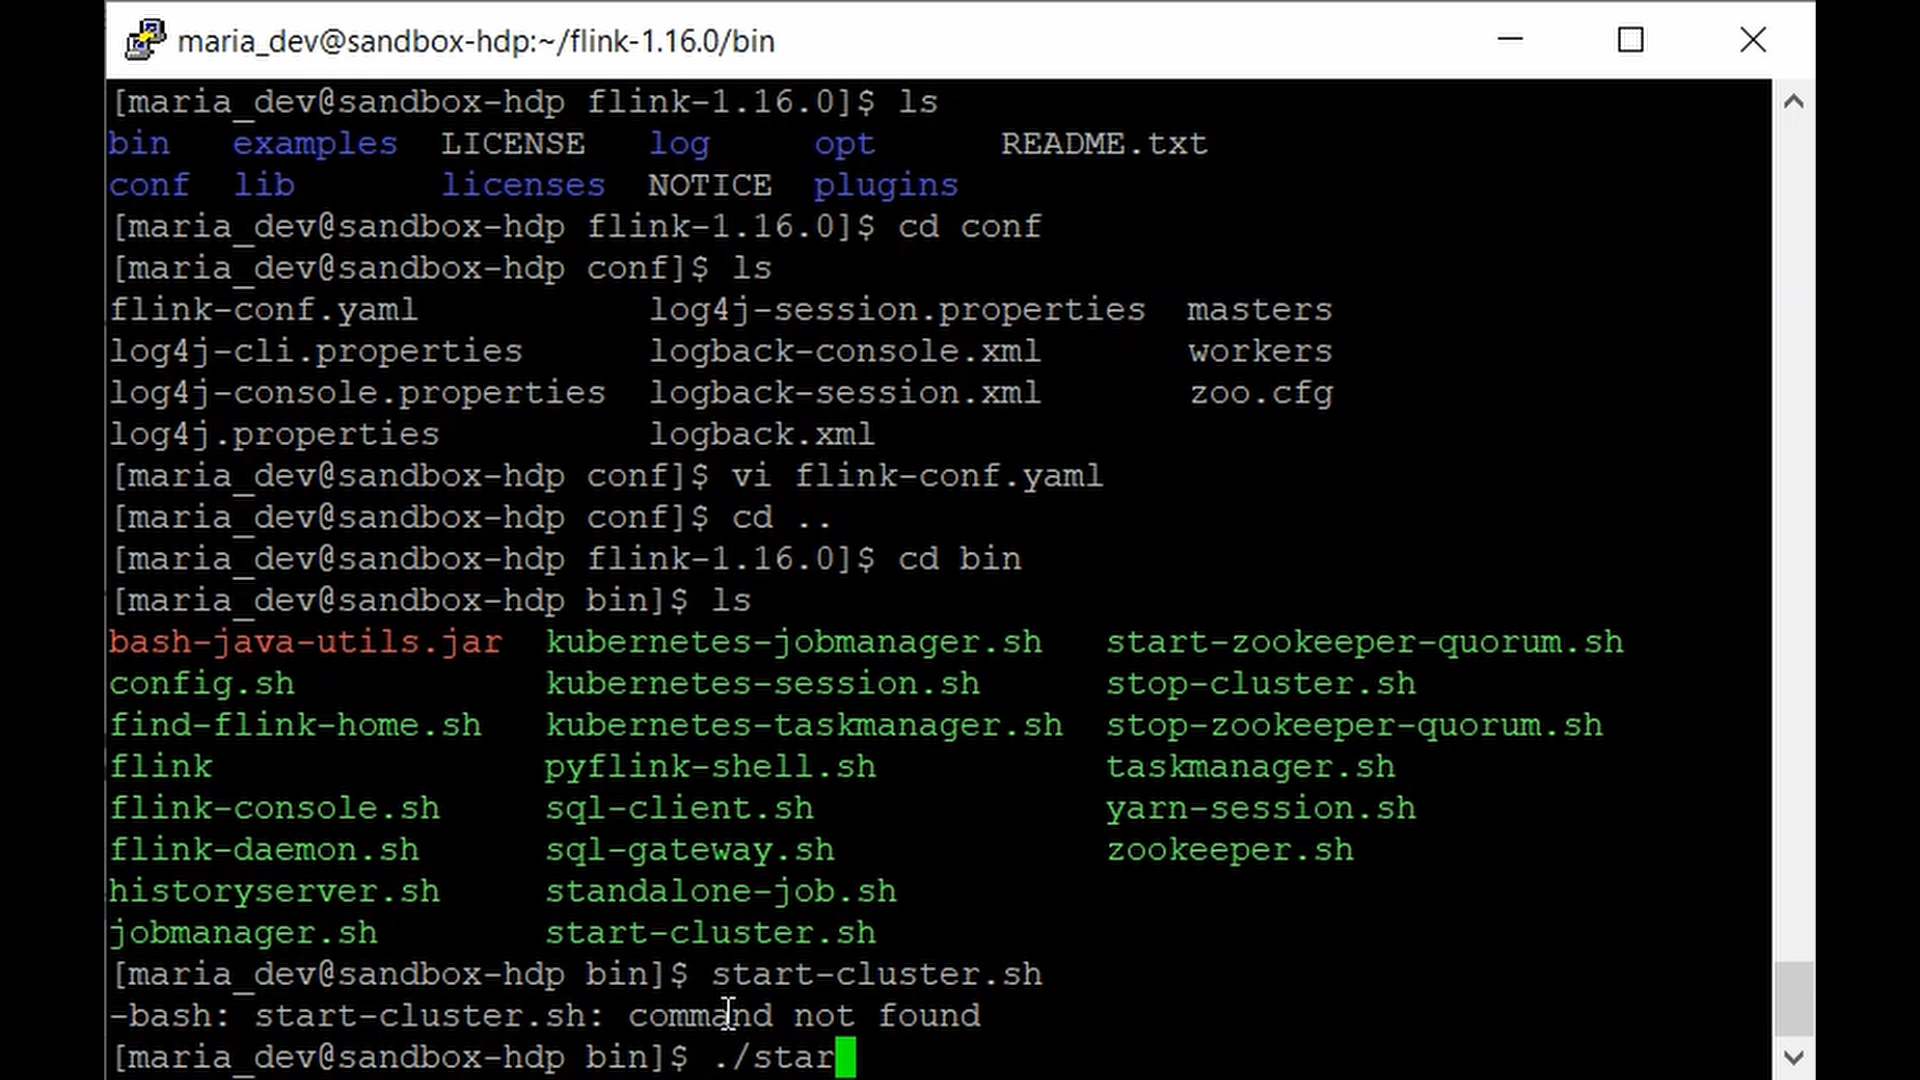 maria_dev@sandbox-hdp:~/flink-1.16.0/bin
[maria_dev@sandbox-hdp flink-1.16.0]$ ls
bin examples LICENSE log opt README.txt
conf lib licenses NOTICE plugins
[maria_dev@sandbox-hdp flink-1.16.0]$ cd conf
[maria_dev@sandbox-hdp conf]$ ls
flink-conf.yaml log4j-session.properties masters
log4j-cli.properties logback-console.xml workers
log4j-console.properties logback-session.xml zoo.cfg
log4j.properties logback.xml
[maria_dev@sandbox-hdp conf]$ vi flink-conf.yaml
[maria_dev@sandbox-hdp conf]$ cd ..
[maria_dev@sandbox-hdp flink-1.16.0]$ cd bin
[maria_dev@sandbox-hdp bin]$ ls
bash-java-utils.jar kubernetes-jobmanager.sh start-zookeeper-quorum.sh
config.sh kubernetes-session.sh stop-cluster.sh
find-flink-home.sh kubernetes-taskmanager.sh stop-zookeeper-quorum.sh
flink pyflink-shell.sh taskmanager.sh
flink-console.sh sql-client.sh yarn-session.sh
flink-daemon.sh sql-gateway.sh zookeeper.sh
historyserver.sh standalone-job.sh
jobmanager.sh start-cluster.sh
[maria_dev@sandbox-hdp bin]$ start-cluster.sh
-bash: start-cluster.sh: command not found
[maria_dev@sandbox-hdp bin]$ ./star